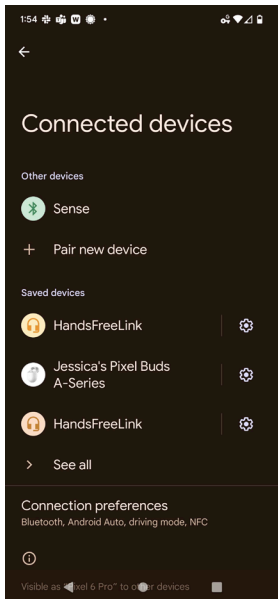 1:54
Connected devices
Other devices
Sense
Pair new device
Saved devices
HandsFreeLink
Jessica's Pixel Buds
A-Series
HandsFreeLink
See all
Connection preferences
Bluetooth, Android Auto, driving mode, NFC
Visible as "Pixel 6 Pro" to other devices